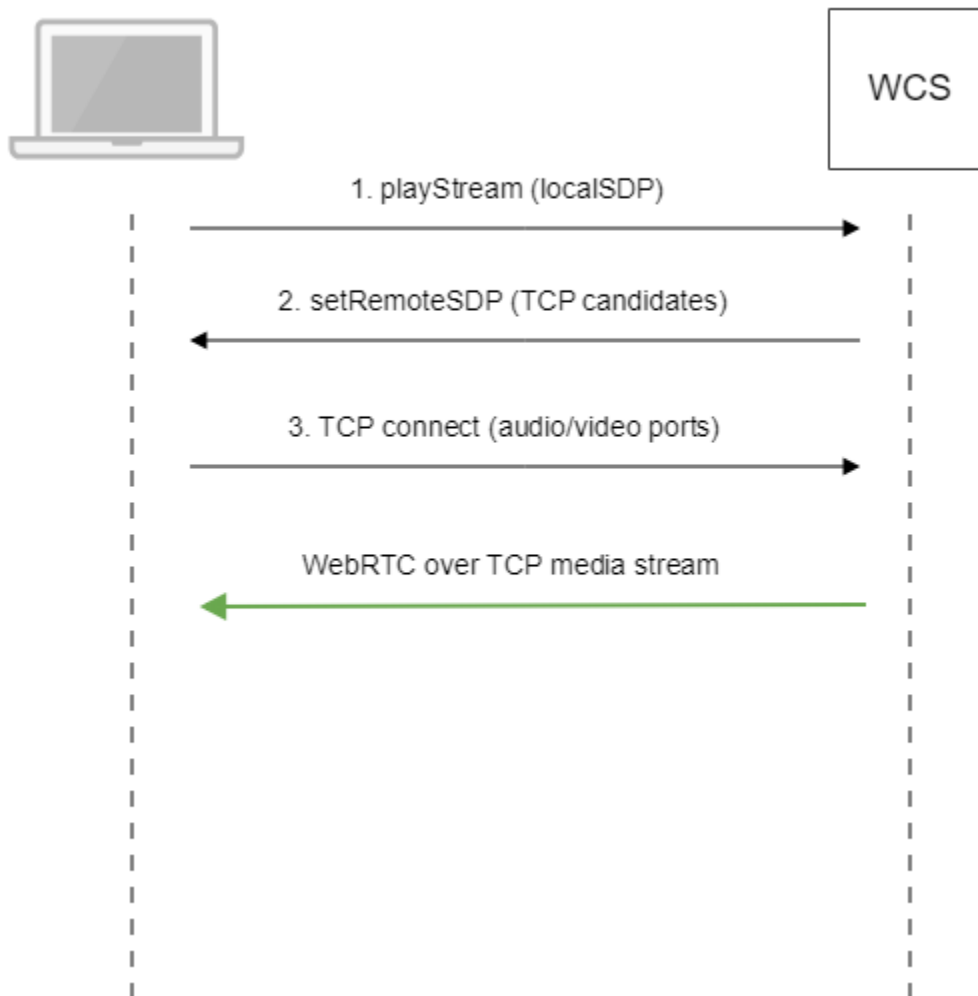 WCS
1. playStream (localSDP)
2. setRemoteSDP (TCP candidates)
3. TCP connect (audio/video ports)
WebRTC over TCP media stream